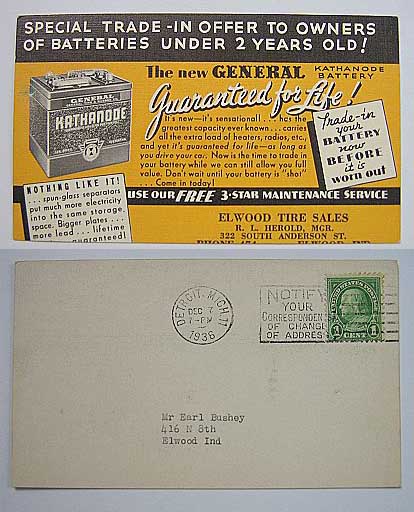 SPECIAL TRADE-IN OFFER TO OWNERS
OF BATTERIES UNDER 2 YEARS OLD!
The new GENERAL KATHANODE
BATTERY
Guaranteed for Life!
GENERAL
KATHANODE
It's new—it's sensational . . . has the
greatest capacity ever known . . carries
all the extra load of heaters, radios, etc.,
and yet it's guaranteed for life—as long as
you drive your car. Now is the time to trade in
your battery while we can still allow you full
value. Don't wait until your battery is "shot"
. . . Come in today!
Trade-in
your
BATTERY
now
BEFORE
it is
worn out
NOTHING LIKE IT!
. . . spun-glass separators
put much more electricity
into the same storage
space. Bigger plates . . .
more lead . . . lifetime
guaranteed!
USE OUR FREE 3-STAR MAINTENANCE SERVICE
ELWOOD TIRE SALES
R. L. HEROLD, MGR.
322 SOUTH ANDERSON ST.
PHONE 474 ELWOOD IND
DETROIT, MICH. 11
DEC 7
7-PM
1936
NOTIFY
YOUR
CORRESPONDENTS
OF CHANGE
OF ADDRESS
UNITED STATES POSTAGE
1 CENT 1
Mr Earl Bushey
416 N 8th
Elwood Ind